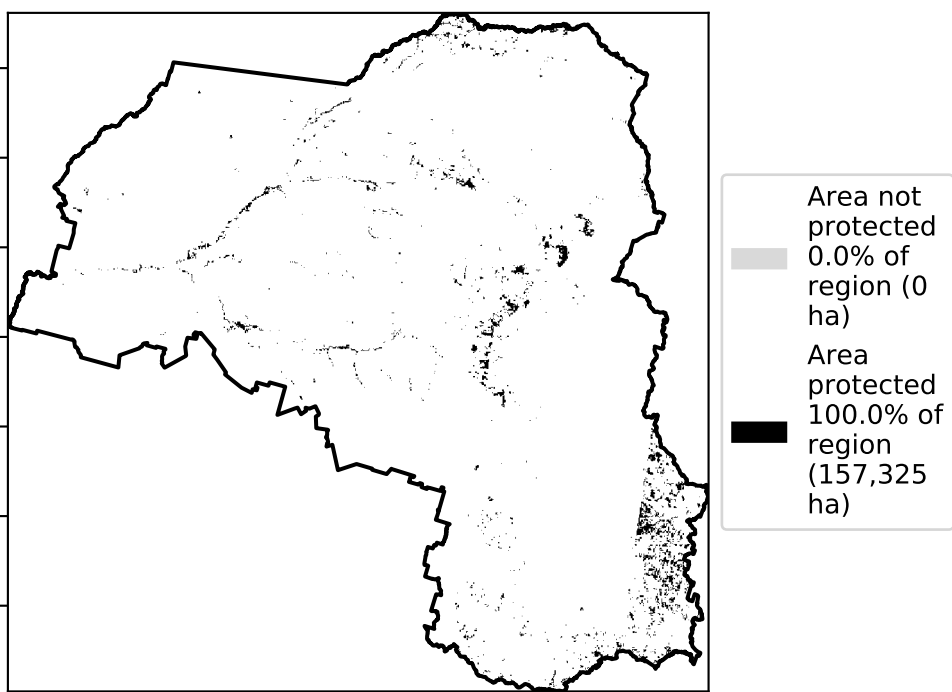 Area not
protected
0.0% of
region (0
ha)
Area
protected
100.0% of
region
(157,325
ha)